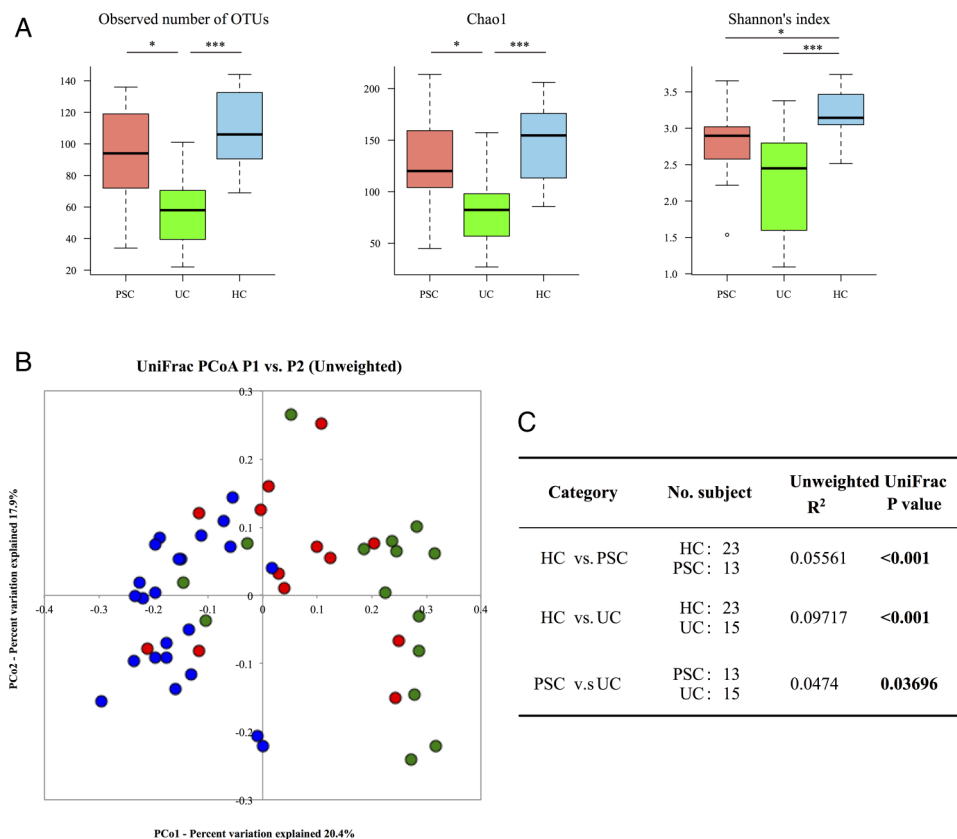 A
Observed number of OTUs
Chao1
Shannon's index
*
***
*
***
*
***
140
120
100
80
60
40
20
PSC
UC
HC
200
150
100
50
PSC
UC
HC
3.5
3.0
2.5
2.0
1.5
1.0
PSC
UC
HC
B
UniFrac PCoA P1 vs. P2 (Unweighted)
0.3
0.2
0.1
0
-0.1
-0.2
-0.3
-0.4
-0.3
-0.2
-0.1
0
0.1
0.2
0.3
0.4
PCo2 - Percent variation explained 17.9%
PCo1 - Percent variation explained 20.4%
C
Category No. subject Unweighted UniFrac
R² P value
HC vs. PSC HC: 23 PSC: 13 0.05561 <0.001
HC vs. UC HC: 23 UC: 15 0.09717 <0.001
PSC v.s UC PSC: 13 UC: 15 0.0474 0.03696